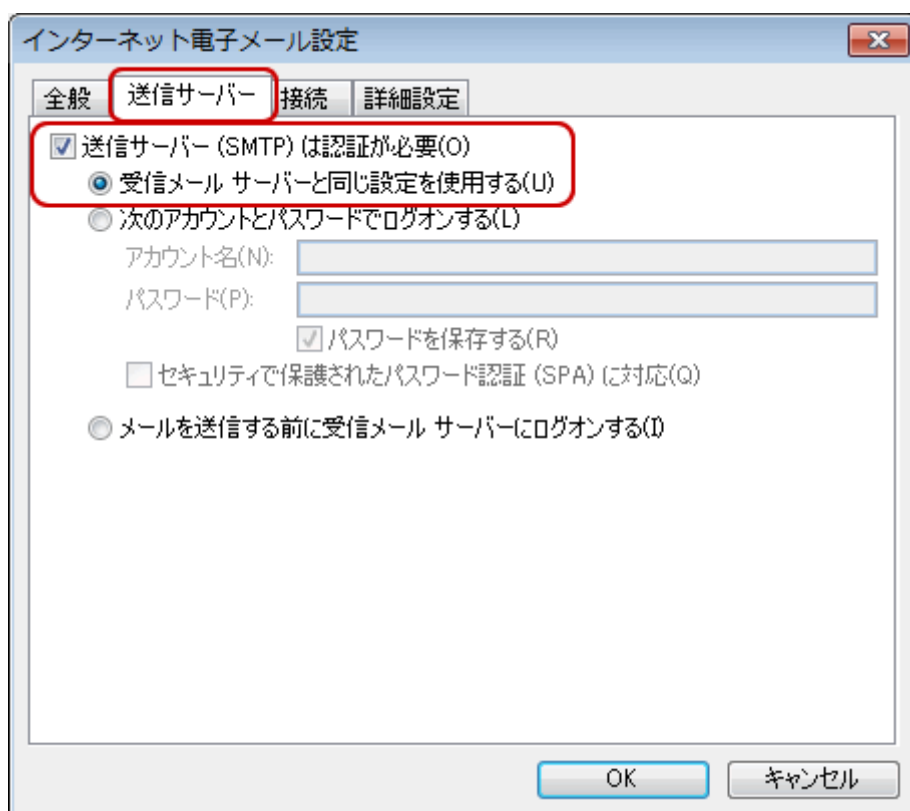 インターネット電子メール設定
全般 送信サーバー 接続 詳細設定
送信サーバー (SMTP) は認証が必要(O)
受信メール サーバーと同じ設定を使用する(U)
次のアカウントとパスワードでログオンする(L)
アカウント名(N):
パスワード(P):
パスワードを保存する(R)
セキュリティで保護されたパスワード認証 (SPA) に対応(Q)
メールを送信する前に受信メール サーバーにログオンする(I)
OK キャンセル